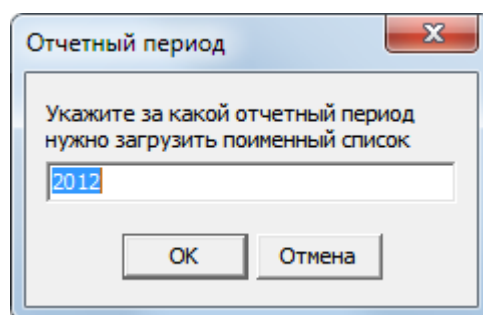 Отчетный период
Укажите за какой отчетный период
нужно загрузить поименный список
2012
OK
Отмена